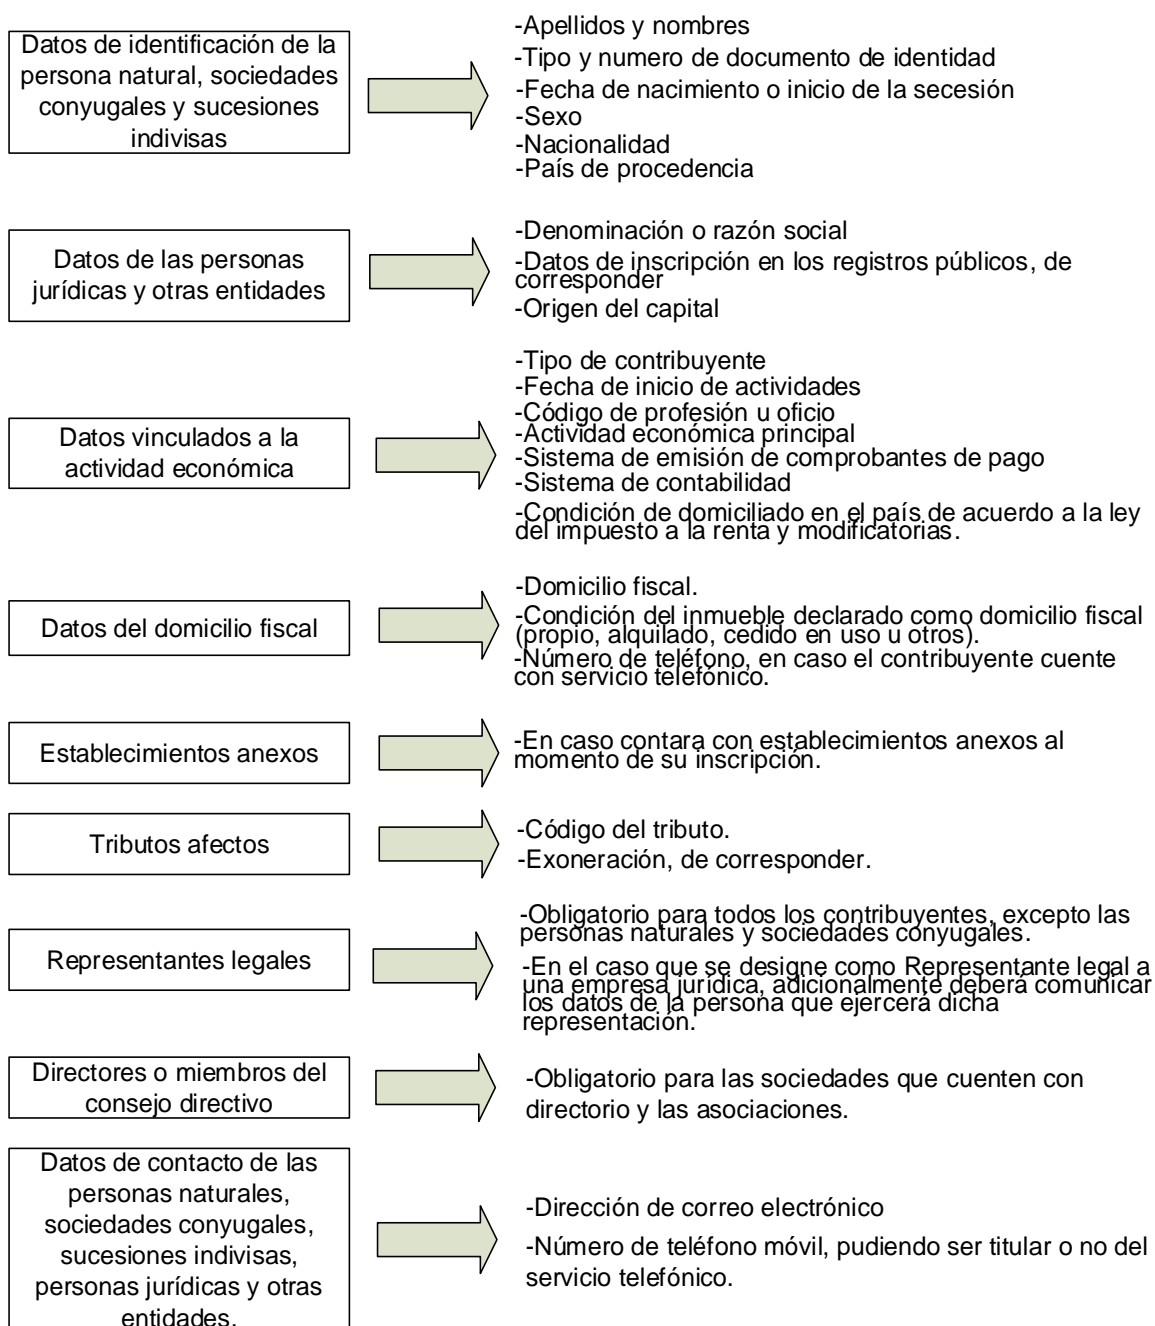 Datos de identificación de la
persona natural, sociedades
conyugales y sucesiones
indivisas
-Apellidos y nombres
-Tipo y numero de documento de identidad
-Fecha de nacimiento o inicio de la secesión
-Sexo
-Nacionalidad
-País de procedencia
Datos de las personas
jurídicas y otras entidades
-Denominación o razón social
-Datos de inscripción en los registros públicos, de
corresponder
-Origen del capital
Datos vinculados a la
actividad económica
-Tipo de contribuyente
-Fecha de inicio de actividades
-Código de profesión u oficio
-Actividad económica principal
-Sistema de emisión de comprobantes de pago
-Sistema de contabilidad
-Condición de domiciliado en el país de acuerdo a la ley
del impuesto a la renta y modificatorias.
Datos del domicilio fiscal
-Domicilio fiscal.
-Condición del inmueble declarado como domicilio fiscal
(propio, alquilado, cedido en uso u otros).
-Número de teléfono, en caso el contribuyente cuente
con servicio telefónico.
Establecimientos anexos
-En caso contara con establecimientos anexos al
momento de su inscripción.
Tributos afectos
-Código del tributo.
-Exoneración, de corresponder.
Representantes legales
-Obligatorio para todos los contribuyentes, excepto las
personas naturales y sociedades conyugales.
-En el caso que se designe como Representante legal a
una empresa jurídica, adicionalmente deberá comunicar
los datos de la persona que ejercerá dicha
representación.
Directores o miembros del
consejo directivo
-Obligatorio para las sociedades que cuenten con
directorio y las asociaciones.
Datos de contacto de las
personas naturales,
sociedades conyugales,
sucesiones indivisas,
personas jurídicas y otras
entidades.
-Dirección de correo electrónico
-Número de teléfono móvil, pudiendo ser titular o no del
servicio telefónico.